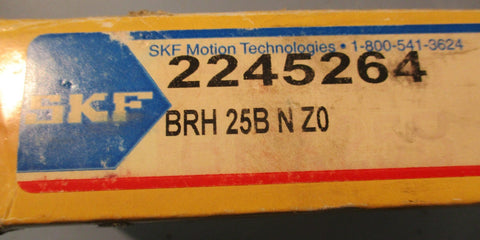 SKF Motion Technologies • 1-800-541-3624
2245264
SKF
BRH 25B N Z0